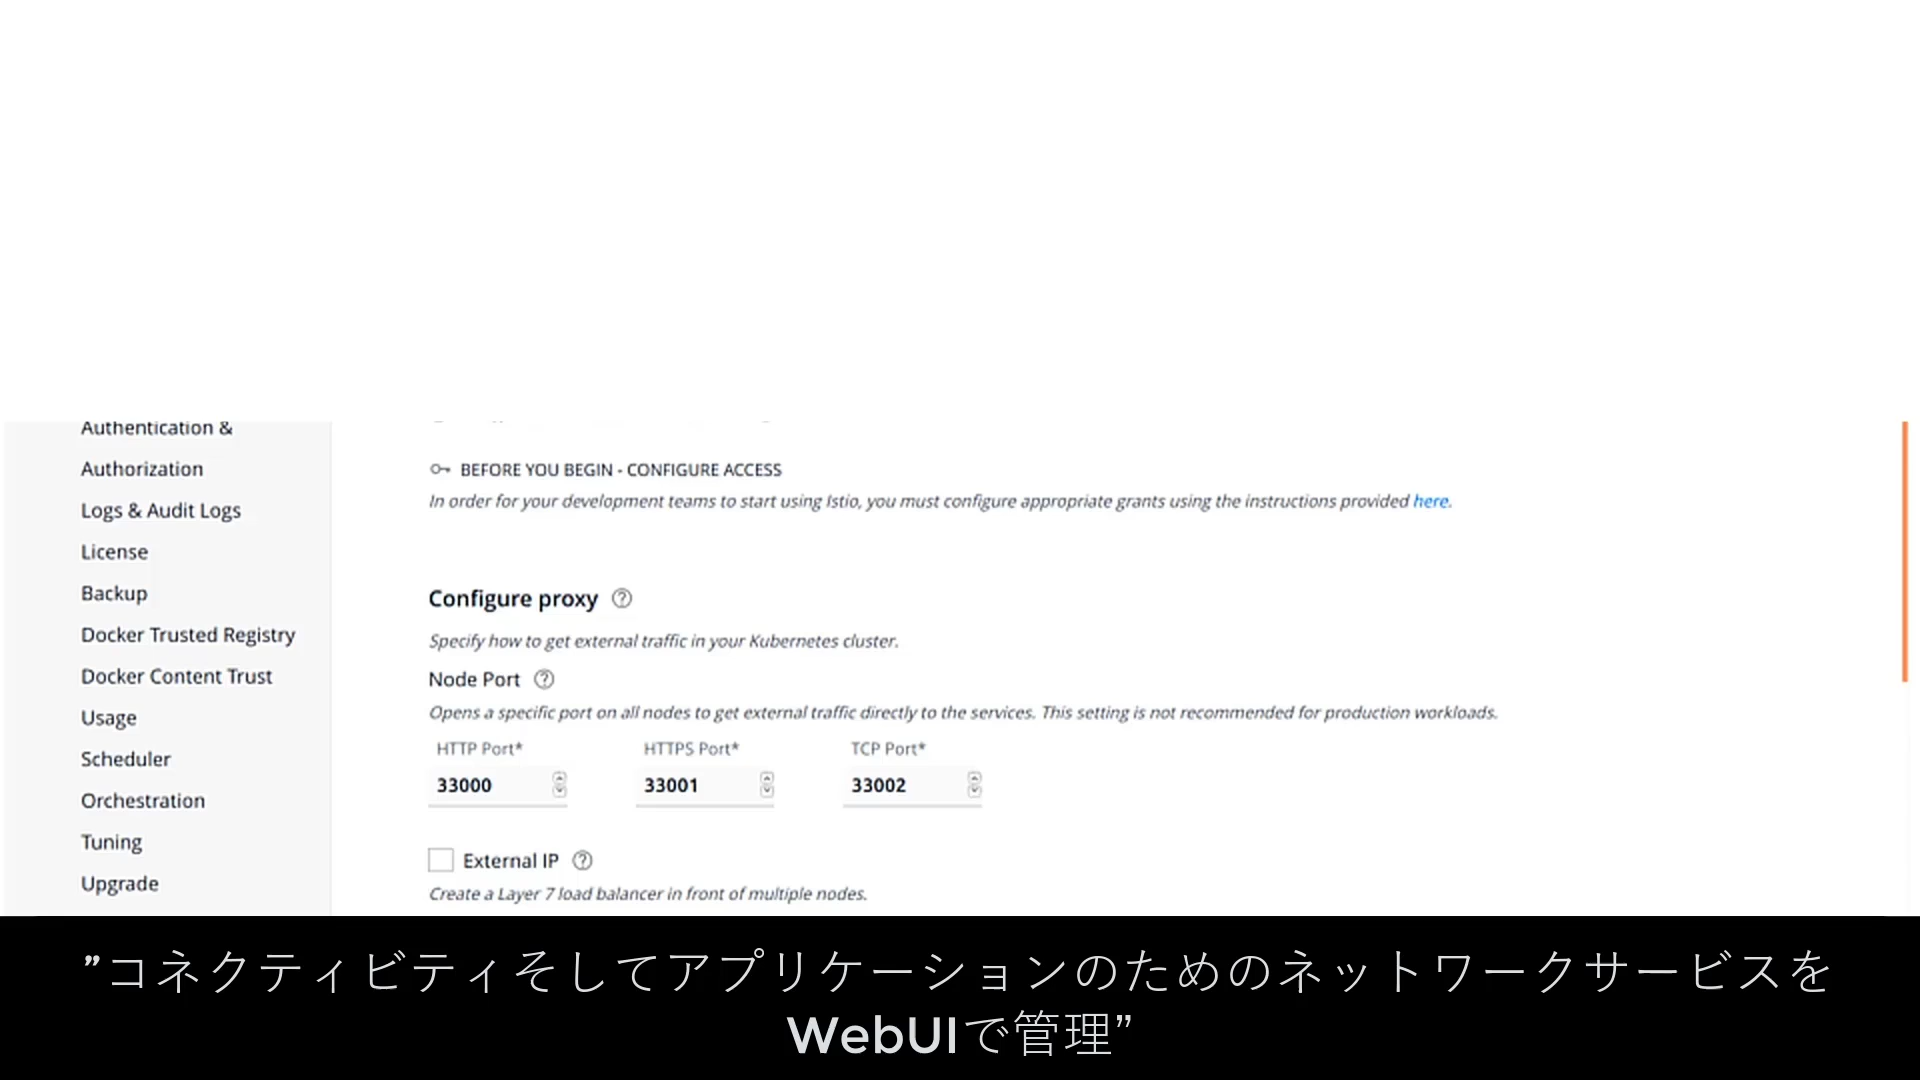 Authentication &
Authorization
Logs & Audit Logs
License
Backup
Docker Trusted Registry
Docker Content Trust
Usage
Scheduler
Orchestration
Tuning
Upgrade
BEFORE YOU BEGIN - CONFIGURE ACCESS
In order for your development teams to start using Istio, you must configure appropriate grants using the instructions provided here.
Configure proxy ?
Specify how to get external traffic in your Kubernetes cluster.
Node Port ?
Opens a specific port on all nodes to get external traffic directly to the services. This setting is not recommended for production workloads.
HTTP Port* HTTPS Port* TCP Port*
33000 33001 33002
External IP ?
Create a Layer 7 load balancer in front of multiple nodes.
”コネクティビティそしてアプリケーションのためのネットワークサービスを
WebUIで管理”